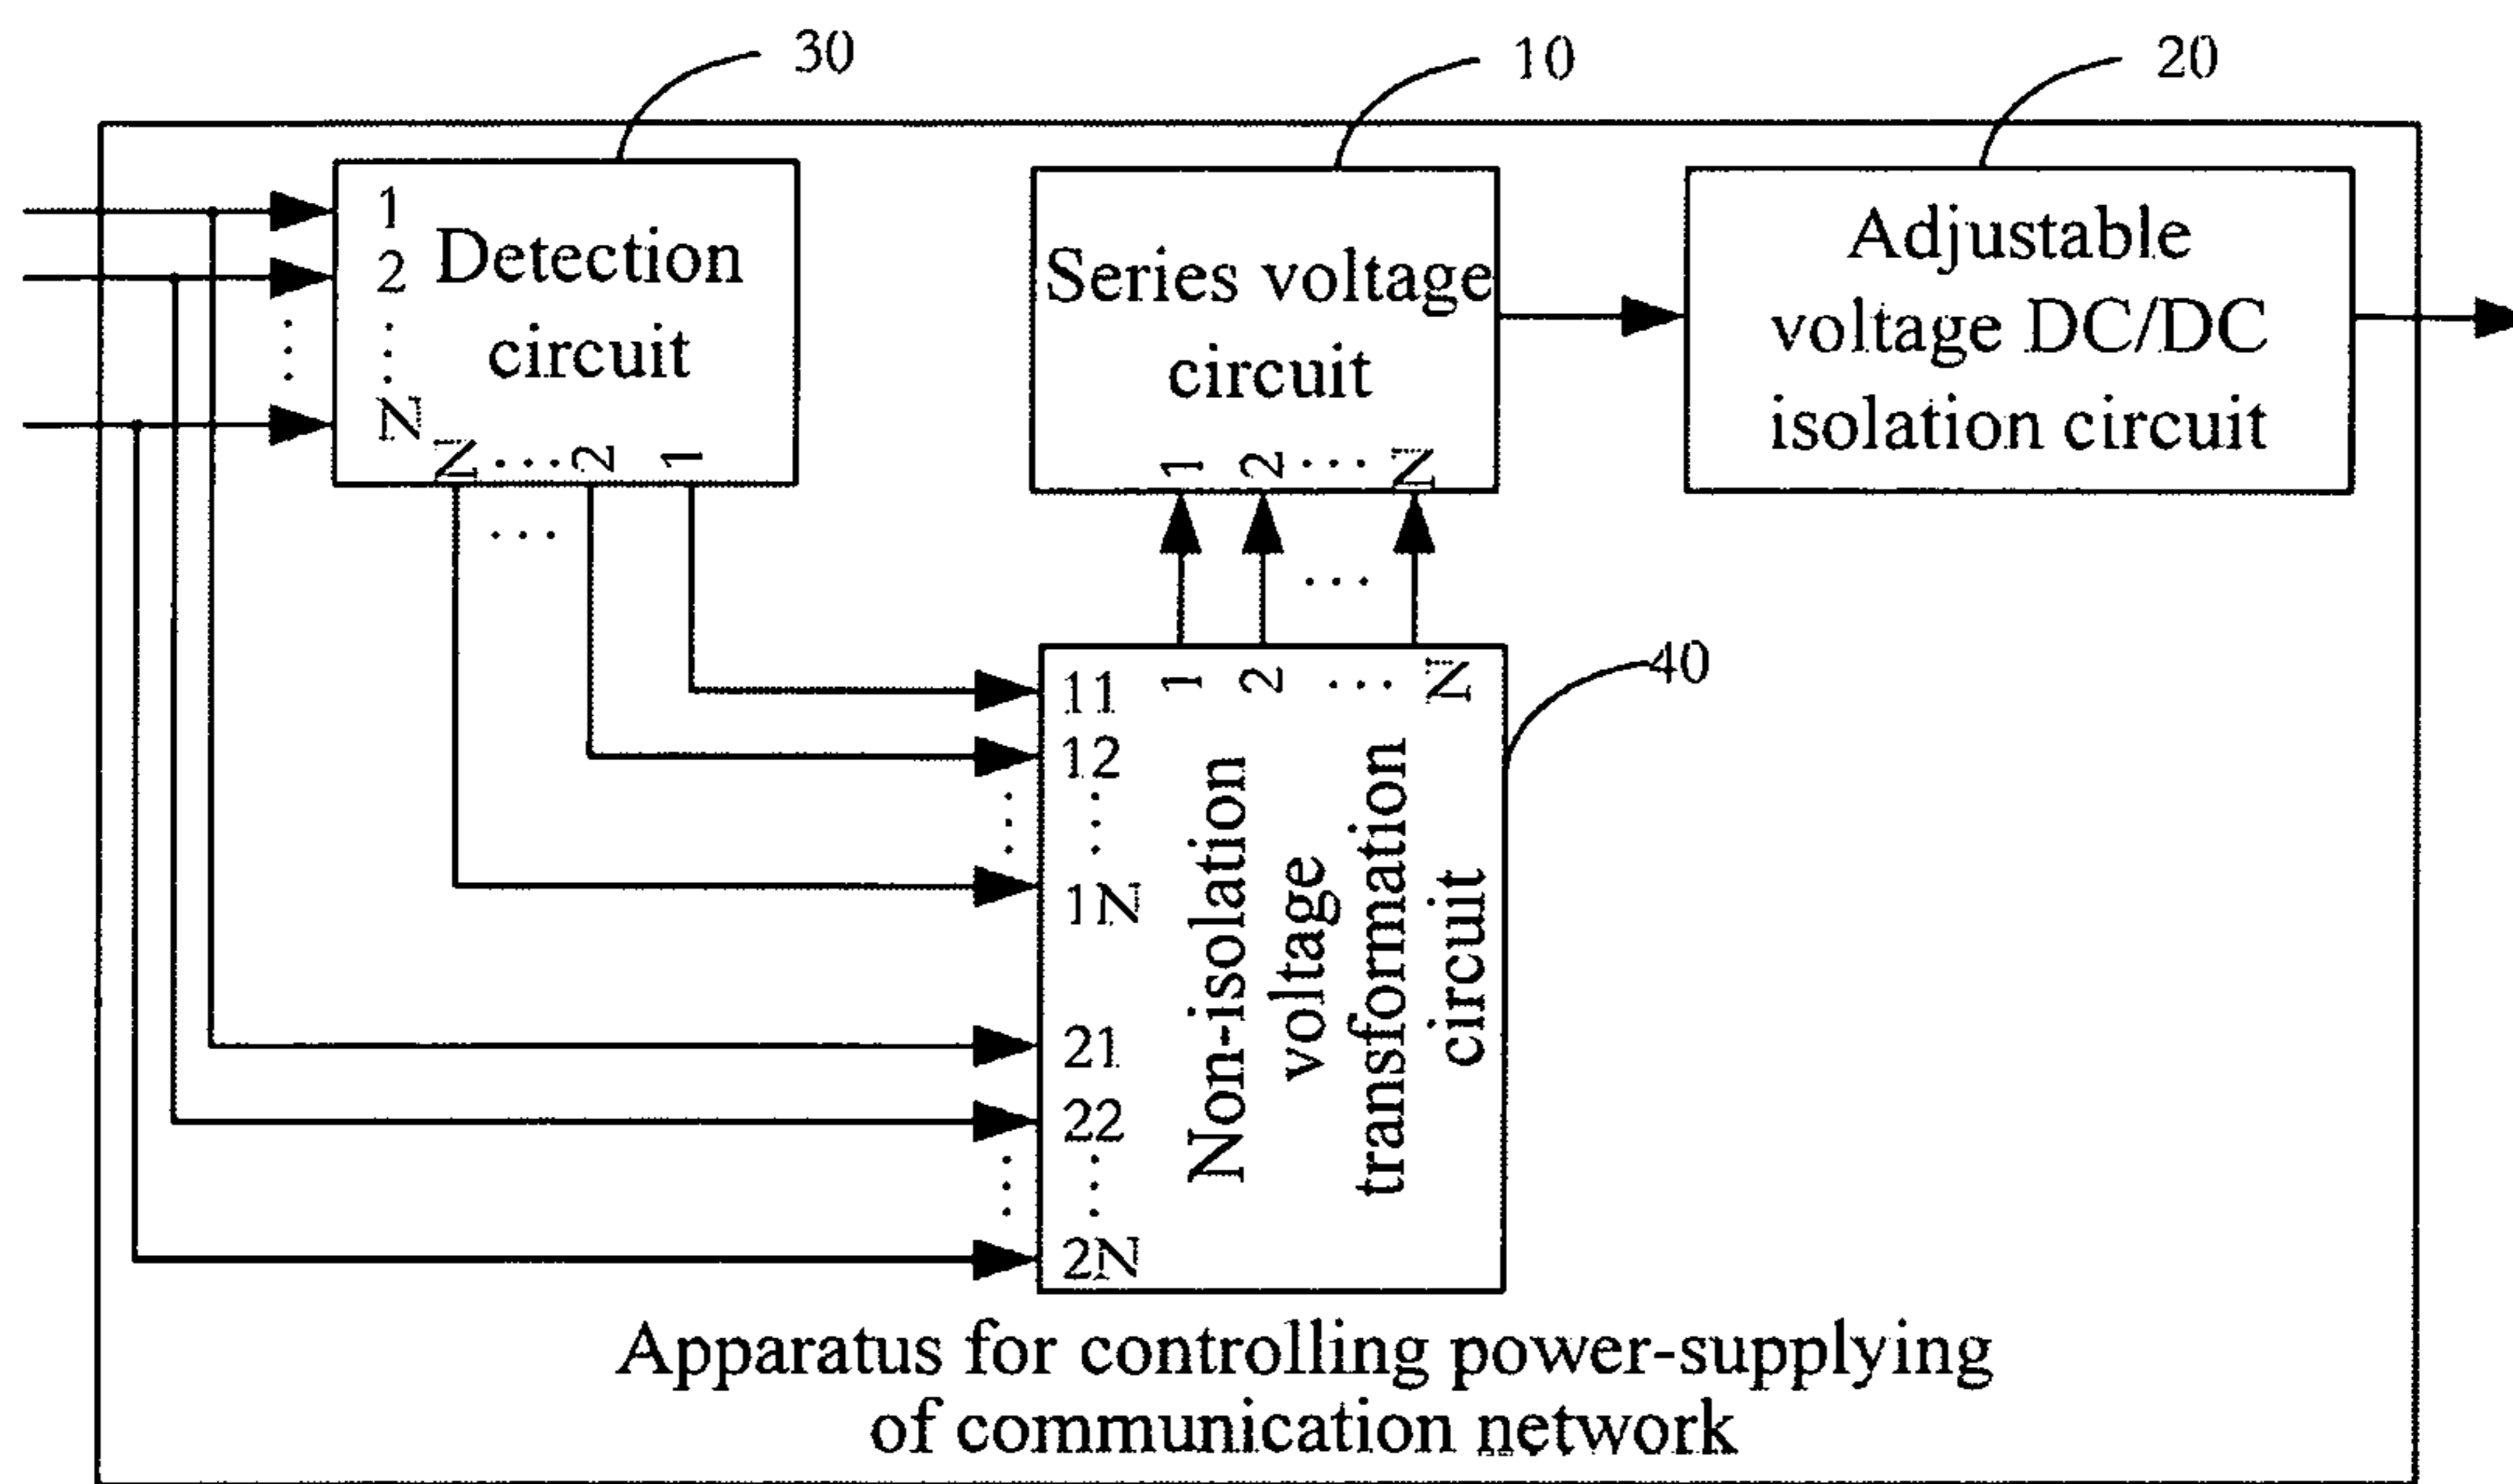 30
10
20
1
2
N
Detection
circuit
N ... 2 1
Series voltage
circuit
1 2 ... N
Adjustable
voltage DC/DC
isolation circuit
40
1 2 ... N
11
12
1N
21
22
2N
Non-isolation
voltage
transformation
circuit
Apparatus for controlling power-supplying
of communication network